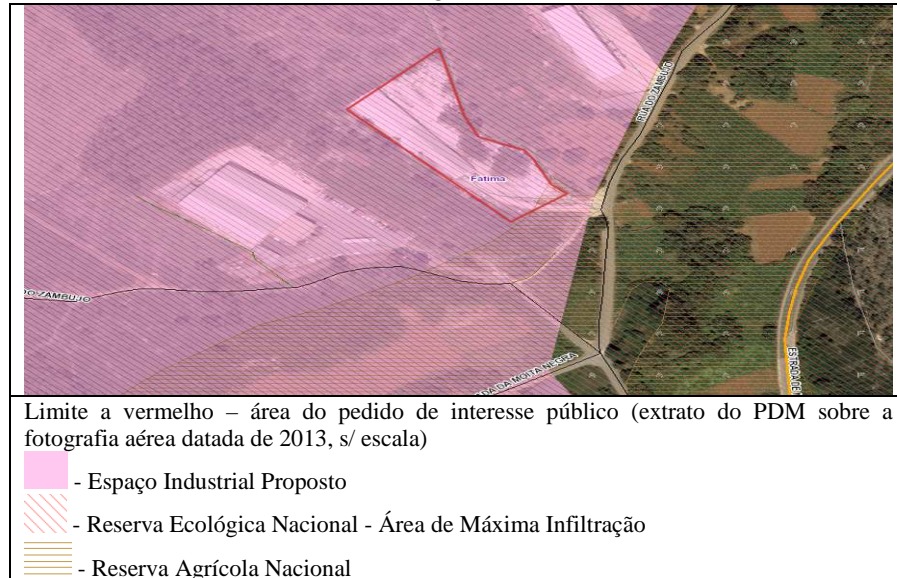 RUA DO ZAMBUJO
Fatima
DO ZAMBUJO
ADA DA MOITA NEGRA
ESTRADA DE
Limite a vermelho – área do pedido de interesse público (extrato do PDM sobre a
fotografia aérea datada de 2013, s/ escala)
- Espaço Industrial Proposto
- Reserva Ecológica Nacional - Área de Máxima Infiltração
- Reserva Agrícola Nacional